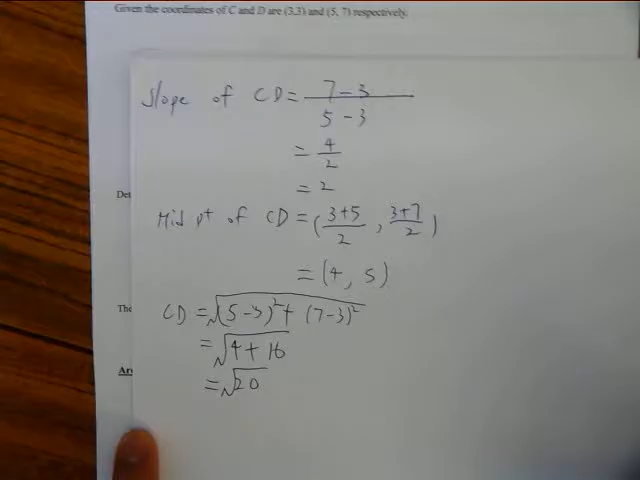 Given the coordinates of C and D are (3,3) and (5, 7) respectively.
Slope of CD = (7-3)/(5-3)
= 4/2
= 2
Det
Mid pt of CD = ((3+5)/2, (3+7)/2)
= (4, 5)
The
CD = √((5-3)²+(7-3)²)
= √(4+16)
= √20